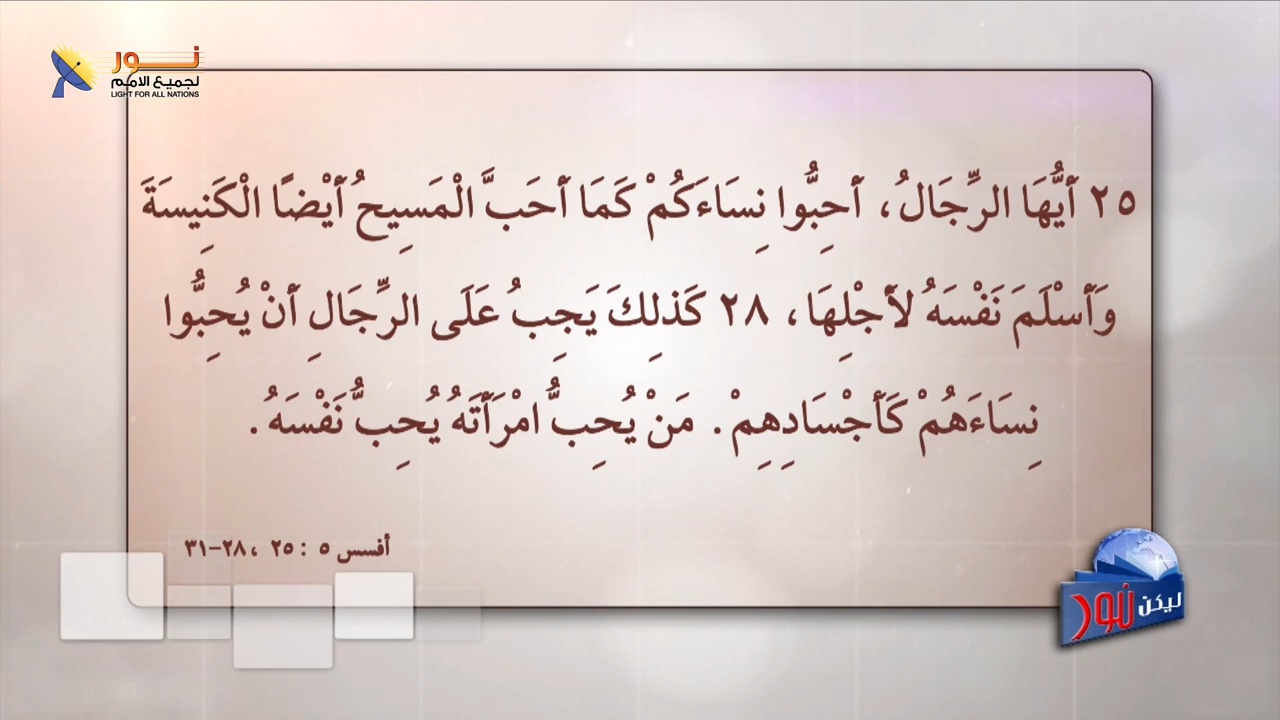 نور
لجميع الامم
LIGHT FOR ALL NATIONS
٢٥ أَيُّهَا الرِّجَالُ، أَحِبُّوا نِسَاءَكُمْ كَمَا أَحَبَّ الْمَسِيحُ أَيْضًا الْكَنِيسَةَ
وَأَسْلَمَ نَفْسَهُ لأَجْلِهَا، ٢٨ كَذلِكَ يَجِبُ عَلَى الرِّجَالِ أَنْ يُحِبُّوا
نِسَاءَهُمْ كَأَجْسَادِهِمْ. مَنْ يُحِبُّ امْرَأَتَهُ يُحِبُّ نَفْسَهُ.
أفسس ٥ : ٢٥ ،٢٨-٣١
ليكن نور